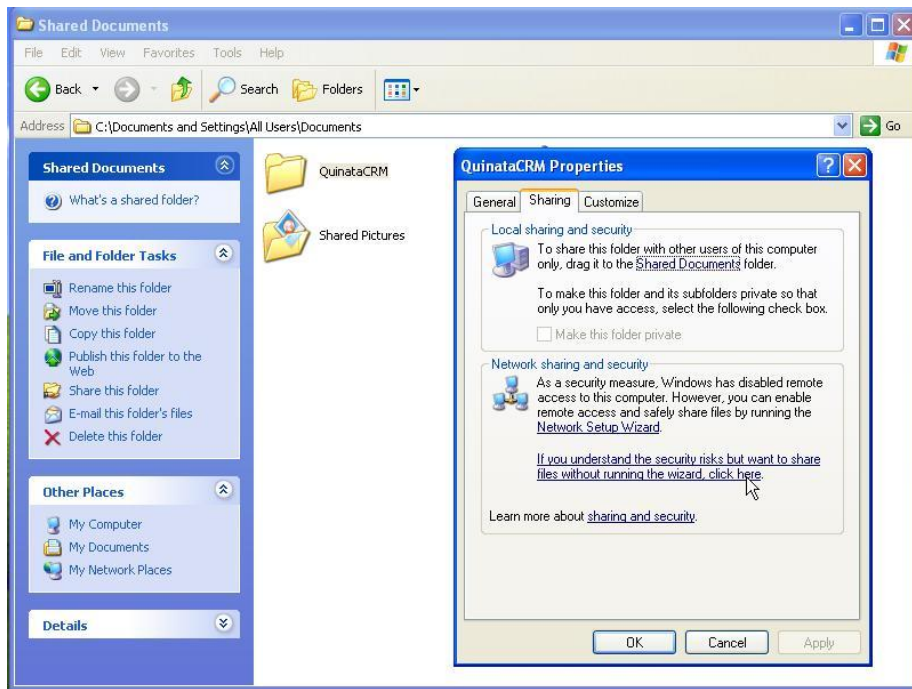 Shared Documents
File Edit View Favorites Tools Help
Back Search Folders
Address C:\Documents and Settings\All Users\Documents Go
Shared Documents
What's a shared folder?
File and Folder Tasks
Rename this folder
Move this folder
Copy this folder
Publish this folder to the
Web
Share this folder
E-mail this folder's files
Delete this folder
Other Places
My Computer
My Documents
My Network Places
Details
QuinataCRM
Shared Pictures
QuinataCRM Properties
General Sharing Customize
Local sharing and security
To share this folder with other users of this computer
only, drag it to the Shared Documents folder.
To make this folder and its subfolders private so that
only you have access, select the following check box.
Make this folder private
Network sharing and security
As a security measure, Windows has disabled remote
access to this computer. However, you can enable
remote access and safely share files by running the
Network Setup Wizard.
If you understand the security risks but want to share
files without running the wizard, click here.
Learn more about sharing and security.
OK Cancel Apply